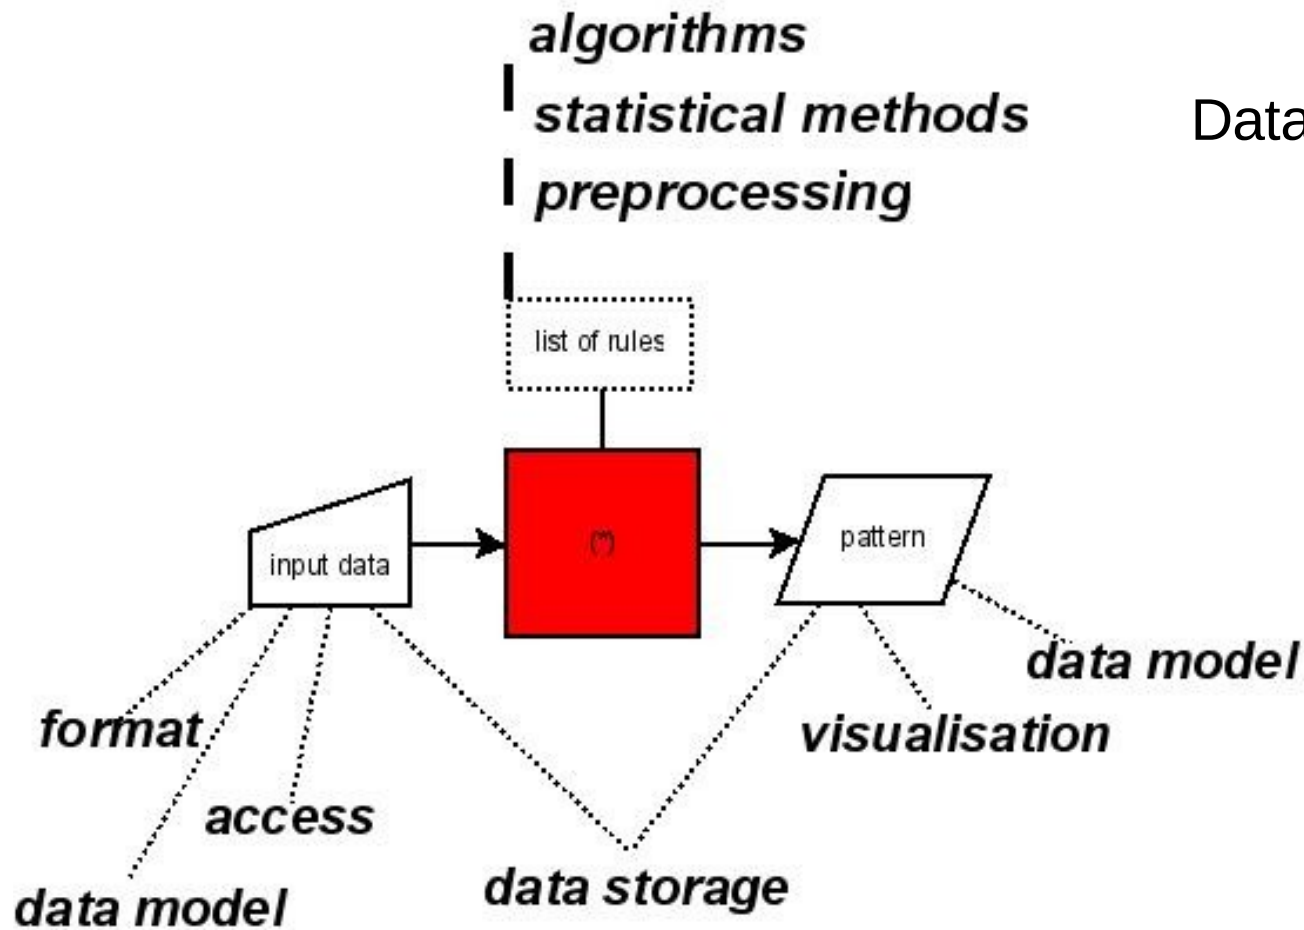 algorithms
statistical methods
Data
preprocessing
list of rules
(*)
input data
pattern
data model
format
visualisation
access
data storage
data model